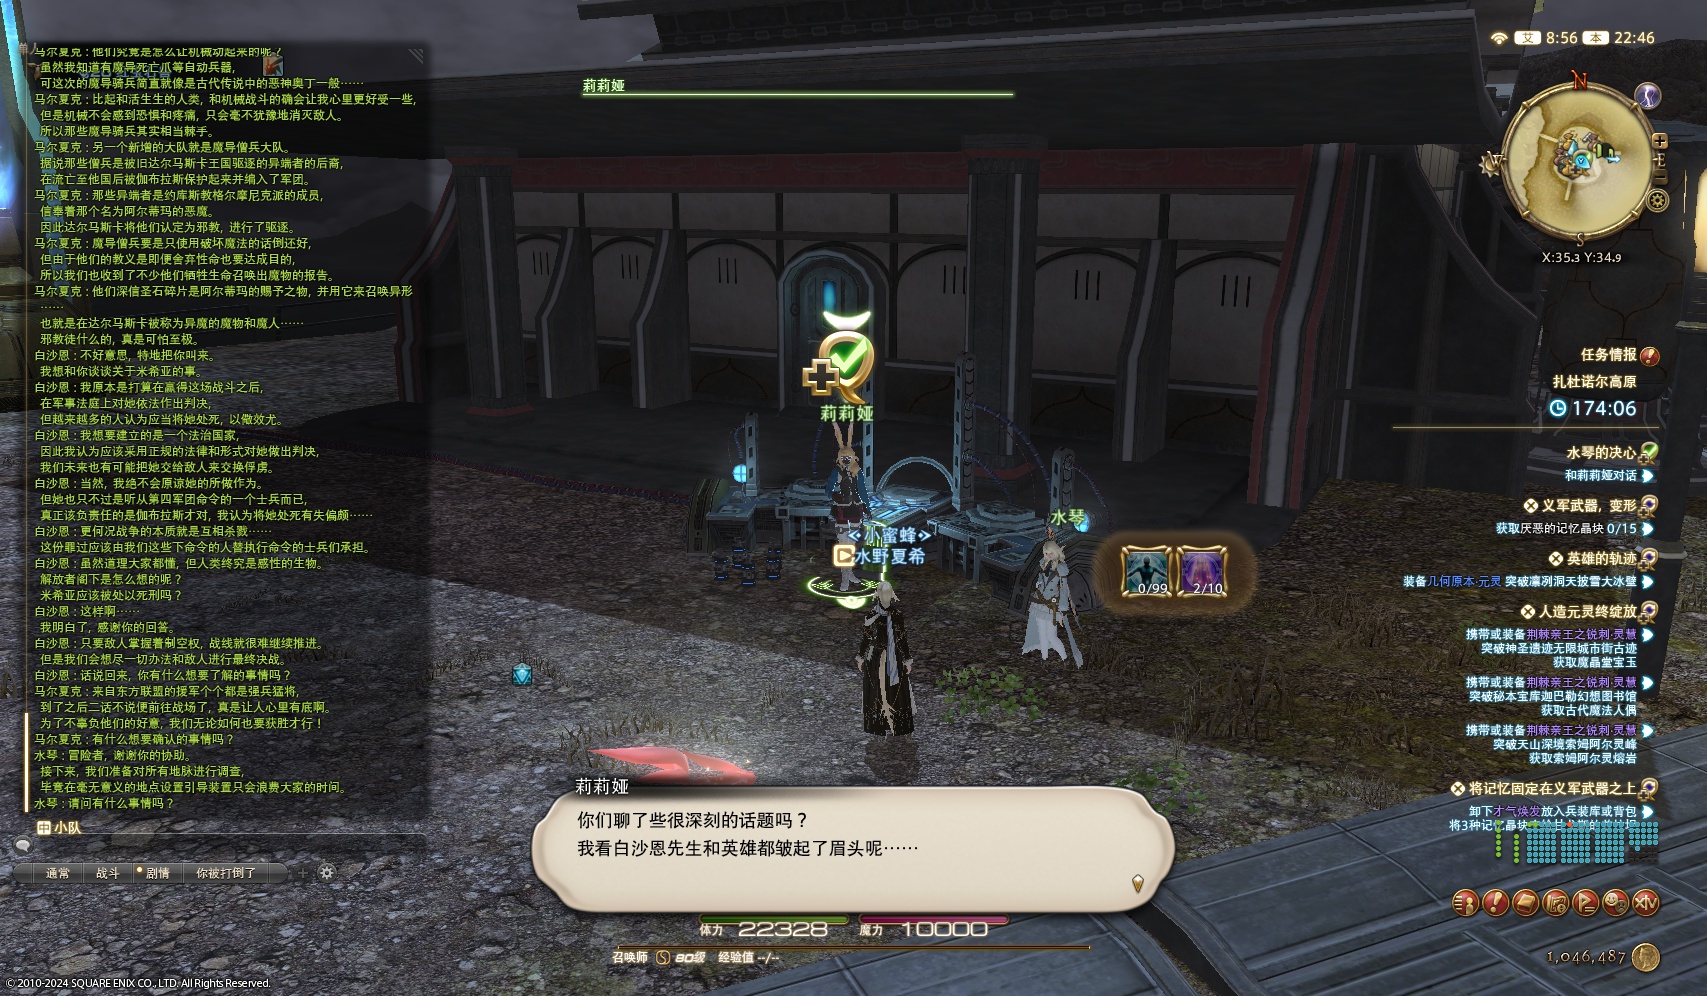 马尔夏克：他们究竟是怎么让机械动起来的呢？
虽然我知道有魔导死亡爪等自动兵器，
可这次的魔导骑兵简直就像是古代传说中的恶神奥丁一般……
马尔夏克：比起和活生生的人类，和机械战斗的确会让我心里更好受一些，
但是机械不会感到恐惧和疼痛，只会毫不犹豫地消灭敌人。
所以那些魔导骑兵其实相当棘手。
马尔夏克：另一个新增的大队就是魔导僧兵大队。
据说那些僧兵是被旧达尔马斯卡王国驱逐的异端者的后裔，
在流亡至他国后被伽布拉斯保护起来并编入了军团。
马尔夏克：那些异端者是约库斯教格尔摩尼克派的成员，
信奉着那个名为阿尔蒂玛的恶魔。
因此达尔马斯卡将他们认定为邪教，进行了驱逐。
马尔夏克：魔导僧兵要是只使用破坏魔法的话倒还好，
但由于他们的教义是即便舍弃性命也要达成目的，
所以我们也收到了不少他们牺牲生命召唤出魔物的报告。
马尔夏克：他们深信圣石碎片是阿尔蒂玛的赐予之物，并用它来召唤异形
……
也就是在达尔马斯卡被称为异魔的魔物和魔人……
邪教徒什么的，真是可怕至极。
白沙恩：不好意思，特地把你叫来。
我想和你谈谈关于米希亚的事。
白沙恩：我原本是打算在赢得这场战斗之后，
在军事法庭上对她依法作出判决，
但越来越多的人认为应当将她处死，以儆效尤。
白沙恩：我想要建立的是一个法治国家，
因此我认为应该采用正规的法律和形式对她做出判决，
我们未来也有可能把她交给敌人来交换俘虏。
白沙恩：当然，我绝不会原谅她的所做作为。
但她也只不过是听从第四军团命令的一个士兵而已，
真正该负责任的是伽布拉斯才对，我认为将她处死有失偏颇……
白沙恩：更何况战争的本质就是互相杀戮……
这份罪过应该由我们这些下命令的人替执行命令的士兵们承担。
白沙恩：虽然道理大家都懂，但人类终究是感性的生物。
解放者阁下是怎么想的呢？
米希亚应该被处以死刑吗？
白沙恩：这样啊……
我明白了，感谢你的回答。
白沙恩：只要敌人掌握着制空权，战线就很难继续推进。
但是我们会想尽一切办法和敌人进行最终决战。
白沙恩：话说回来，你有什么想要了解的事情吗？
马尔夏克：来自东方联盟的援军个个都是强兵猛将，
到了之后二话不说便前往战场了，真是让人心里有底啊。
为了不辜负他们的好意，我们无论如何也要获胜才行！
马尔夏克：有什么想要确认的事情吗？
水琴：冒险者，谢谢你的协助。
接下来，我们准备对所有地脉进行调查，
毕竟在毫无意义的地点设置引导装置只会浪费大家的时间。
水琴：请问有什么事情吗？
小队
通常
战斗
剧情
你被打倒了
莉莉娅
莉莉娅
«小蜜蜂»
水野夏希
水琴
0/99
2/10
艾 8:56 本 22:46
N
W
E
S
X:35.3 Y:34.9
任务情报
扎杜诺尔高原
174:06
水琴的决心
和莉莉娅对话
义军武器，变形
获取厌恶的记忆晶块 0/15
英雄的轨迹
装备几何原本·元灵 突破凛冽洞天披雪大冰壁
人造元灵终绽放
携带或装备荆棘亲王之锐刺·灵慧
突破神圣遗迹无限城市街古迹
获取魔晶堂宝玉
携带或装备荆棘亲王之锐刺·灵慧
突破秘本宝库迦巴勒幻想图书馆
获取古代魔法人偶
携带或装备荆棘亲王之锐刺·灵慧
突破天山深境索姆阿尔灵峰
获取索姆阿尔熔岩
将记忆固定在义军武器之上
卸下才气焕发放入兵装库或背包
将3种记忆晶块
1,046,487
莉莉娅
你们聊了些很深刻的话题吗？
我看白沙恩先生和英雄都皱起了眉头呢……
体力 22328 魔力 10000
召唤师 80级 经验值 --/--
© 2010-2024 SQUARE ENIX CO., LTD. All Rights Reserved.